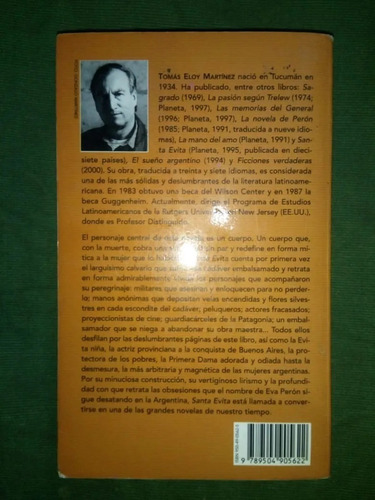 TOMÁS ELOY MARTÍNEZ nació en Tucumán en
1934. Ha publicado, entre otros libros: Sa-
grado (1969), La pasión según Trelew (1974;
Planeta, 1997), Las memorias del General
(1996; Planeta, 1997), La novela de Perón
(1985; Planeta, 1991, traducida a nueve idio-
mas), La mano del amo (Planeta, 1991) y San-
ta Evita (Planeta, 1995, publicada en dieci-
siete países), El sueño argentino (1994) y Ficciones verdaderas
(2000). Su obra, traducida a treinta y siete idiomas, es considerada
una de las más sólidas y deslumbrantes de la literatura latinoame-
ricana. En 1983 obtuvo una beca del Wilson Center y en 1987 la
beca Guggenheim. Actualmente, dirige el Programa de Estudios
Latinoamericanos de la Rutgers University, New Jersey (EE.UU.),
donde es Profesor Distinguido.
El personaje central de esta es un cuerpo. Un cuerpo que,
con la muerte, cobra por y redefine en forma mí-
tica a la mujer que Evita cuenta por primera
vez el larguísimo calvario embalsamado y retrata
en forma admirable los personajes que acompañaron
su peregrinaje: militares que asesinan y enloquecen para no perder-
lo; manos anónimas que depositan velas encendidas y flores silves-
tres en cada escondite del cadáver, peluqueros; actores fracasados;
proyeccionistas de cine; guardiacárceles de la Patagonia; un embal-
samador que se niega a abandonar su obra maestra... Todos ellos
desfilan por las deslumbrantes páginas de este libro, así como la Evi-
ta niña, la actriz provinciana a la conquista de Buenos Aires, la pro-
tectora de los pobres, la Primera Dama adorada y odiada hasta la
desmesura, la más arbitraria y magnética de las mujeres argentinas.
Por su minuciosa construcción, su vertiginoso lirismo y la profundi-
dad con que retrata las obsesiones que el nombre de Eva Perón si-
gue desatando en la Argentina, Santa Evita está llamada a conver-
tirse en una de las grandes novelas de nuestro tiempo.
9 789504 905622